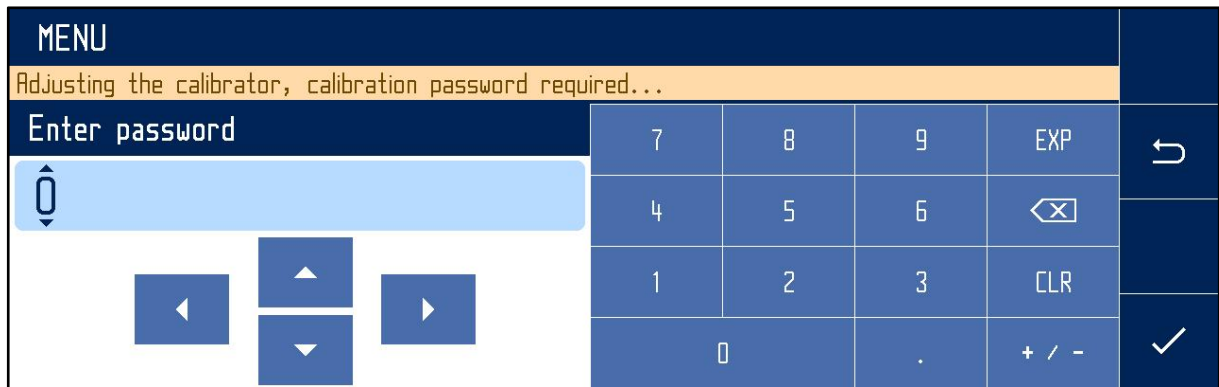 MENU
Adjusting the calibrator, calibration password required...
Enter password
0
7 8 9 EXP
4 5 6
1 2 3 CLR
0 . + / -